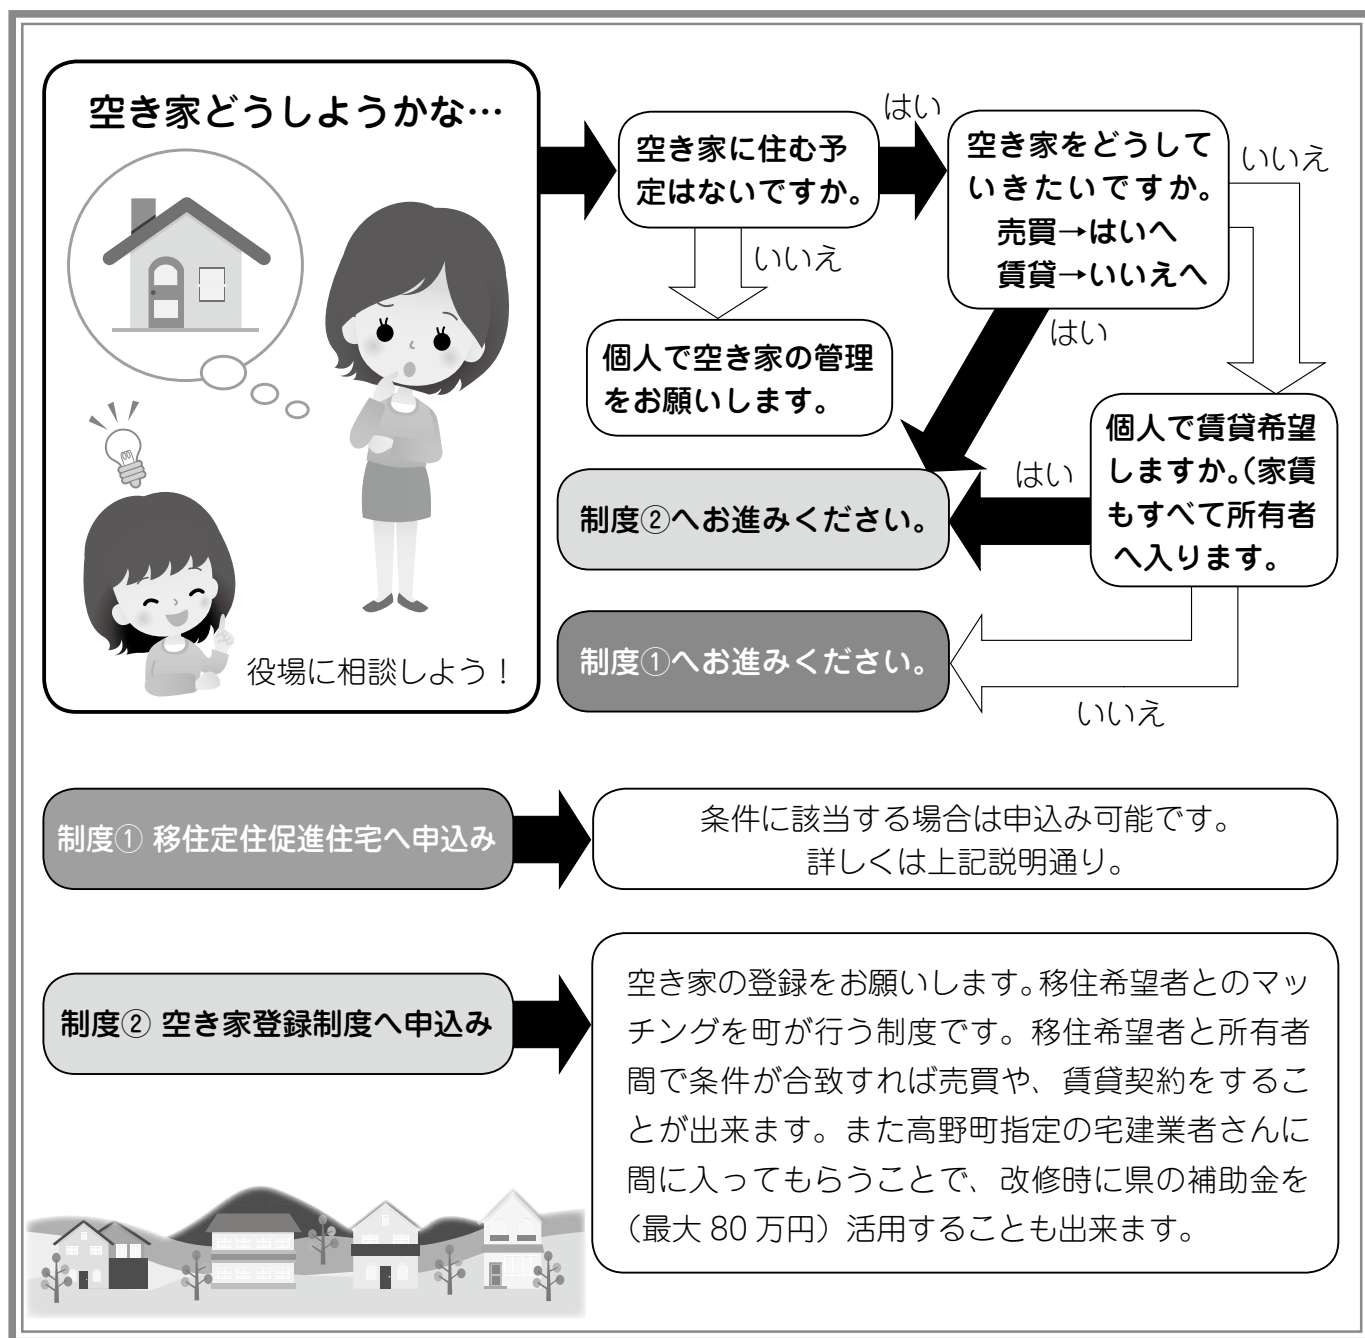 空き家どうしようかな…
役場に相談しよう！
空き家に住む予
定はないですか。
はい
いいえ
個人で空き家の管理
をお願いします。
空き家をどうして
いきたいですか。
売買→はいへ
賃貸→いいえへ
いいえ
はい
個人で賃貸希望
しますか。（家賃
もすべて所有者
へ入ります。
はい
制度②へお進みください。
制度①へお進みください。
いいえ
制度① 移住定住促進住宅へ申込み
条件に該当する場合は申込み可能です。
詳しくは上記説明通り。
制度② 空き家登録制度へ申込み
空き家の登録をお願いします。移住希望者とのマッ
チングを町が行う制度です。移住希望者と所有者
間で条件が合致すれば売買や、賃貸契約をするこ
とが出来ます。また高野町指定の宅建業者さんに
間に入ってもらうことで、改修時に県の補助金を
（最大 80 万円）活用することも出来ます。